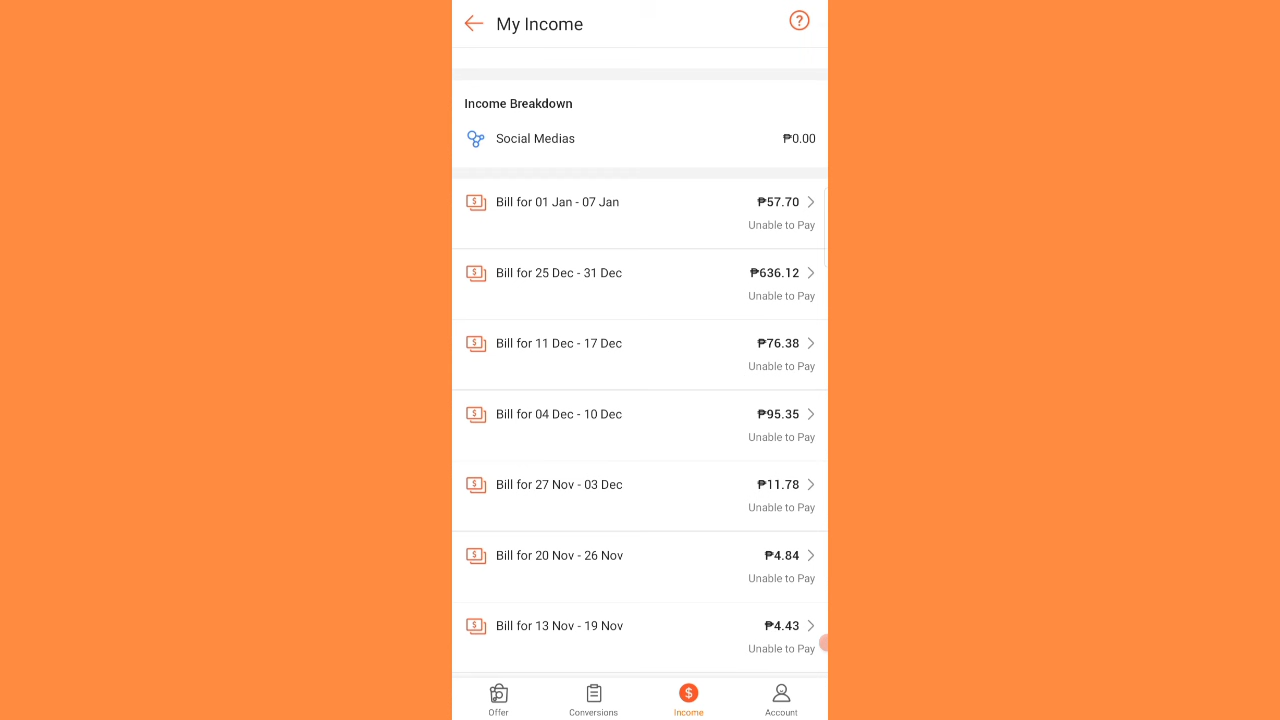 My Income
?
Income Breakdown
Social Medias ₱0.00
Bill for 01 Jan - 07 Jan ₱57.70
Unable to Pay
Bill for 25 Dec - 31 Dec ₱636.12
Unable to Pay
Bill for 11 Dec - 17 Dec ₱76.38
Unable to Pay
Bill for 04 Dec - 10 Dec ₱95.35
Unable to Pay
Bill for 27 Nov - 03 Dec ₱11.78
Unable to Pay
Bill for 20 Nov - 26 Nov ₱4.84
Unable to Pay
Bill for 13 Nov - 19 Nov ₱4.43
Unable to Pay
Offer Conversions Income Account